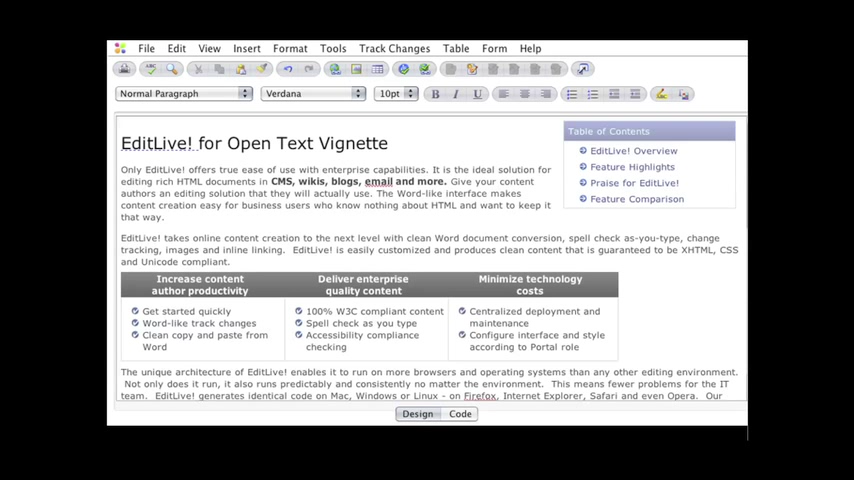 File Edit View Insert Format Tools Track Changes Table Form Help
Normal Paragraph Verdana 10pt B I U
EditLive! for Open Text Vignette
Only EditLive! offers true ease of use with enterprise capabilities. It is the ideal solution for
editing rich HTML documents in CMS, wikis, blogs, email and more. Give your content
authors an editing solution that they will actually use. The Word-like interface makes
content creation easy for business users who know nothing about HTML and want to keep it
that way.
Table of Contents
EditLive! Overview
Feature Highlights
Praise for EditLive!
Feature Comparison
EditLive! takes online content creation to the next level with clean Word document conversion, spell check as-you-type, change
tracking, images and inline linking. EditLive! is easily customized and produces clean content that is guaranteed to be XHTML, CSS
and Unicode compliant.
Increase content
author productivity
Get started quickly
Word-like track changes
Clean copy and paste from
Word
Deliver enterprise
quality content
100% W3C compliant content
Spell check as you type
Accessibility compliance
checking
Minimize technology
costs
Centralized deployment and
maintenance
Configure interface and style
according to Portal role
The unique architecture of EditLive! enables it to run on more browsers and operating systems than any other editing environment.
Not only does it run, it also runs predictably and consistently no matter the environment. This means fewer problems for the IT
team. EditLive! generates identical code on Mac, Windows or Linux - on Firefox, Internet Explorer, Safari and even Opera. Our
Design Code